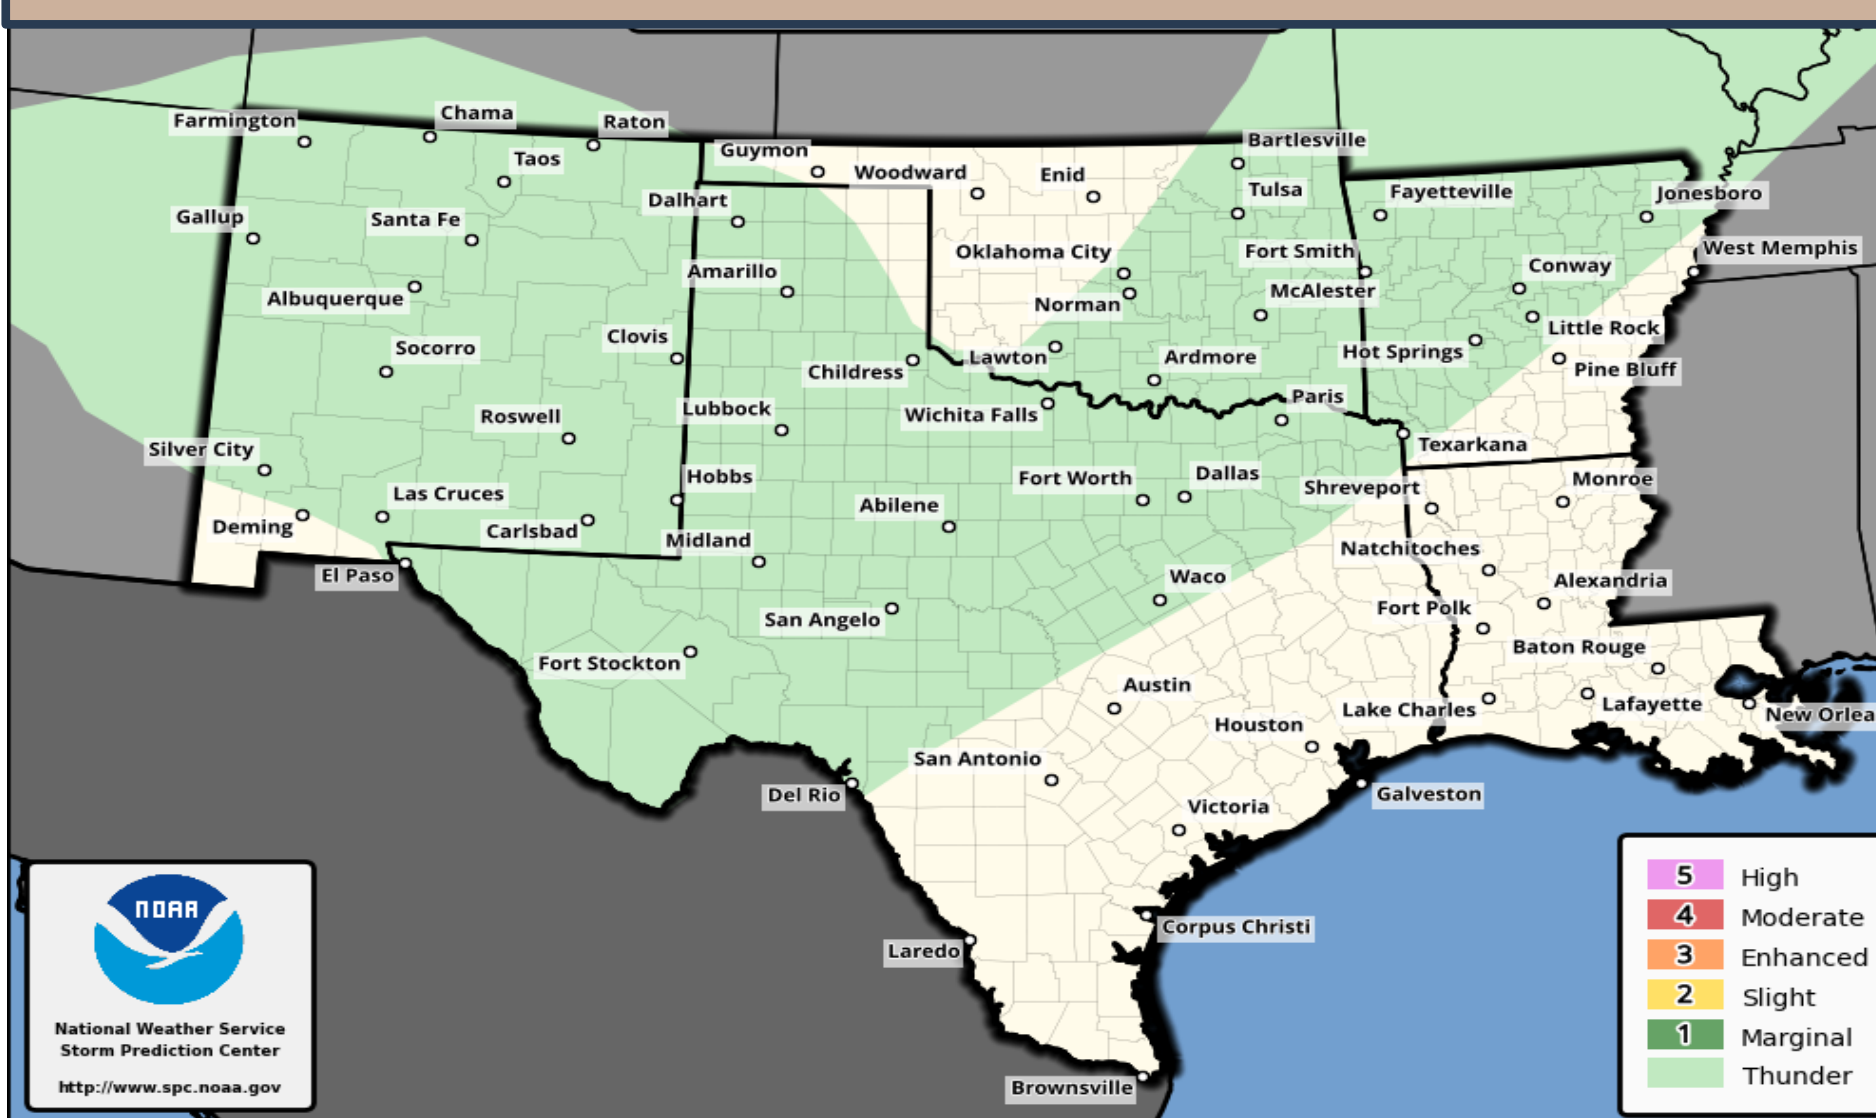 Farmington
Chama
Raton
Taos
Guymon
Woodward
Enid
Bartlesville
Tulsa
Fayetteville
Jonesboro
Dalhart
Gallup
Santa Fe
Oklahoma City
Fort Smith
West Memphis
Conway
Amarillo
Albuquerque
Norman
McAlester
Little Rock
Clovis
Socorro
Lawton
Ardmore
Hot Springs
Pine Bluff
Childress
Paris
Roswell
Lubbock
Wichita Falls
Texarkana
Silver City
Hobbs
Fort Worth
Dallas
Shreveport
Monroe
Las Cruces
Abilene
Deming
Carlsbad
Midland
Natchitoches
El Paso
Waco
Alexandria
San Angelo
Fort Polk
Baton Rouge
Fort Stockton
Austin
Lake Charles
Lafayette
New Orlea
Houston
San Antonio
Del Rio
Galveston
Victoria
Corpus Christi
Laredo
Brownsville
NOAA
National Weather Service
Storm Prediction Center
http://www.spc.noaa.gov
5 High
4 Moderate
3 Enhanced
2 Slight
1 Marginal
Thunder